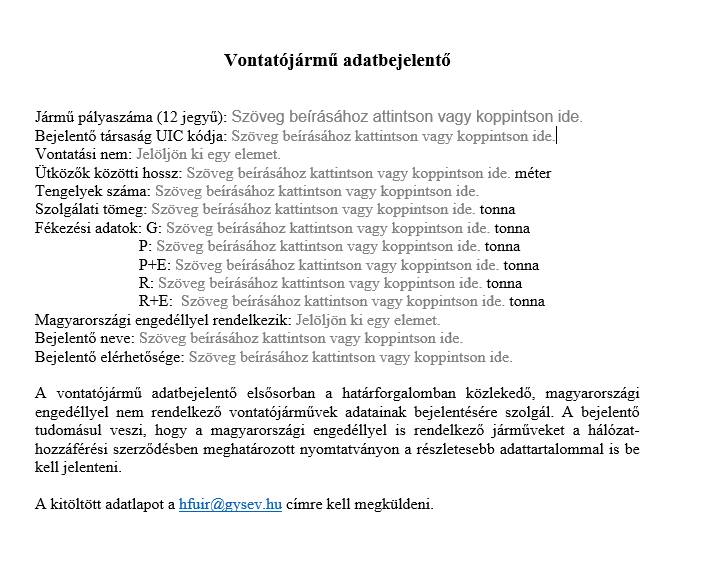 Vontatójármű adatbejelentő
Jármű pályaszáma (12 jegyű): Szöveg beírásához attintson vagy koppintson ide.
Bejelentő társaság UIC kódja: Szöveg beírásához kattintson vagy koppintson ide.
Vontatási nem: Jelöljön ki egy elemet.
Ütközők közötti hossz: Szöveg beírásához kattintson vagy koppintson ide. méter
Tengelyek száma: Szöveg beírásához kattintson vagy koppintson ide.
Szolgálati tömeg: Szöveg beírásához kattintson vagy koppintson ide. tonna
Fékezési adatok: G: Szöveg beírásához kattintson vagy koppintson ide. tonna
P: Szöveg beírásához kattintson vagy koppintson ide. tonna
P+E: Szöveg beírásához kattintson vagy koppintson ide. tonna
R: Szöveg beírásához kattintson vagy koppintson ide. tonna
R+E: Szöveg beírásához kattintson vagy koppintson ide. tonna
Magyarországi engedéllyel rendelkezik: Jelöljön ki egy elemet.
Bejelentő neve: Szöveg beírásához kattintson vagy koppintson ide.
Bejelentő elérhetősége: Szöveg beírásához kattintson vagy koppintson ide.
A vontatójármű adatbejelentő elsősorban a határforgalomban közlekedő, magyarországi
engedéllyel nem rendelkező vontatójárművek adatainak bejelentésére szolgál. A bejelentő
tudomásul veszi, hogy a magyarországi engedéllyel is rendelkező járműveket a hálózat-
hozzáférési szerződésben meghatározott nyomtatványon a részletesebb adattartalommal is be
kell jelenteni.
A kitöltött adatlapot a hfuir@gysev.hu címre kell megküldeni.